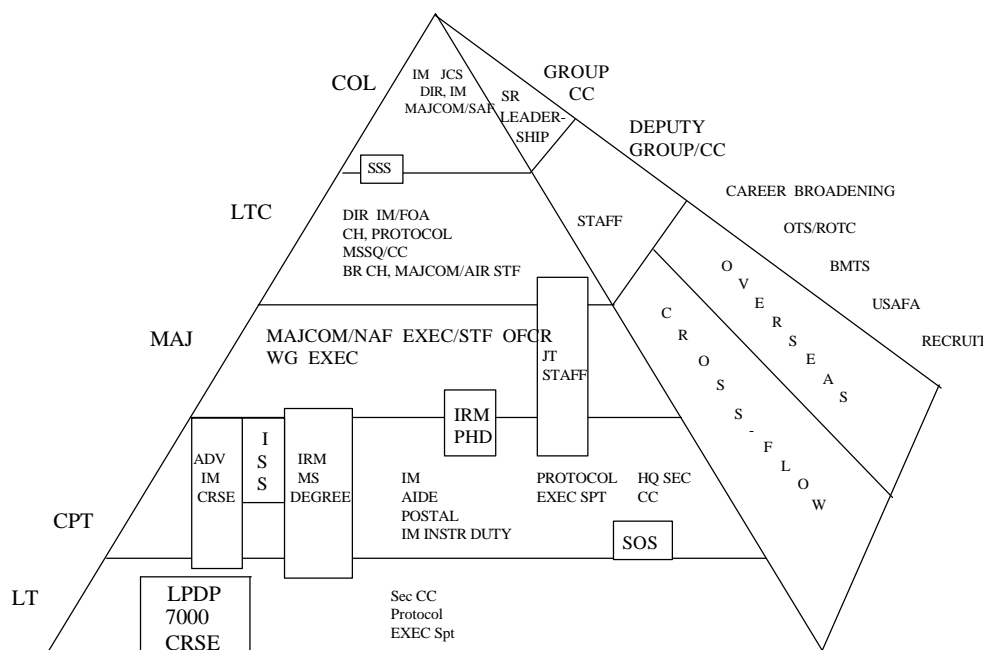 COL
IM JCS
DIR, IM
MAJCOM/SAF
SR
LEADER-
SHIP
GROUP
CC
DEPUTY
GROUP/CC
SSS
LTC
DIR IM/FOA
CH, PROTOCOL
MSSQ/CC
BR CH, MAJCOM/AIR STF
STAFF
CAREER BROADENING
OTS/ROTC
BMTS
USAFA
RECRUIT
OVERSEAS
CROSS-FLOW
MAJ
MAJCOM/NAF EXEC/STF OFCR
WG EXEC
JT
STAFF
IRM
PHD
ADV
IM
CRSE
ISS
IRM
MS
DEGREE
CPT
IM
AIDE
POSTAL
IM INSTR DUTY
PROTOCOL
EXEC SPT
HQ SEC
CC
SOS
LT
LPDP
7000
CRSE
Sec CC
Protocol
EXEC Spt